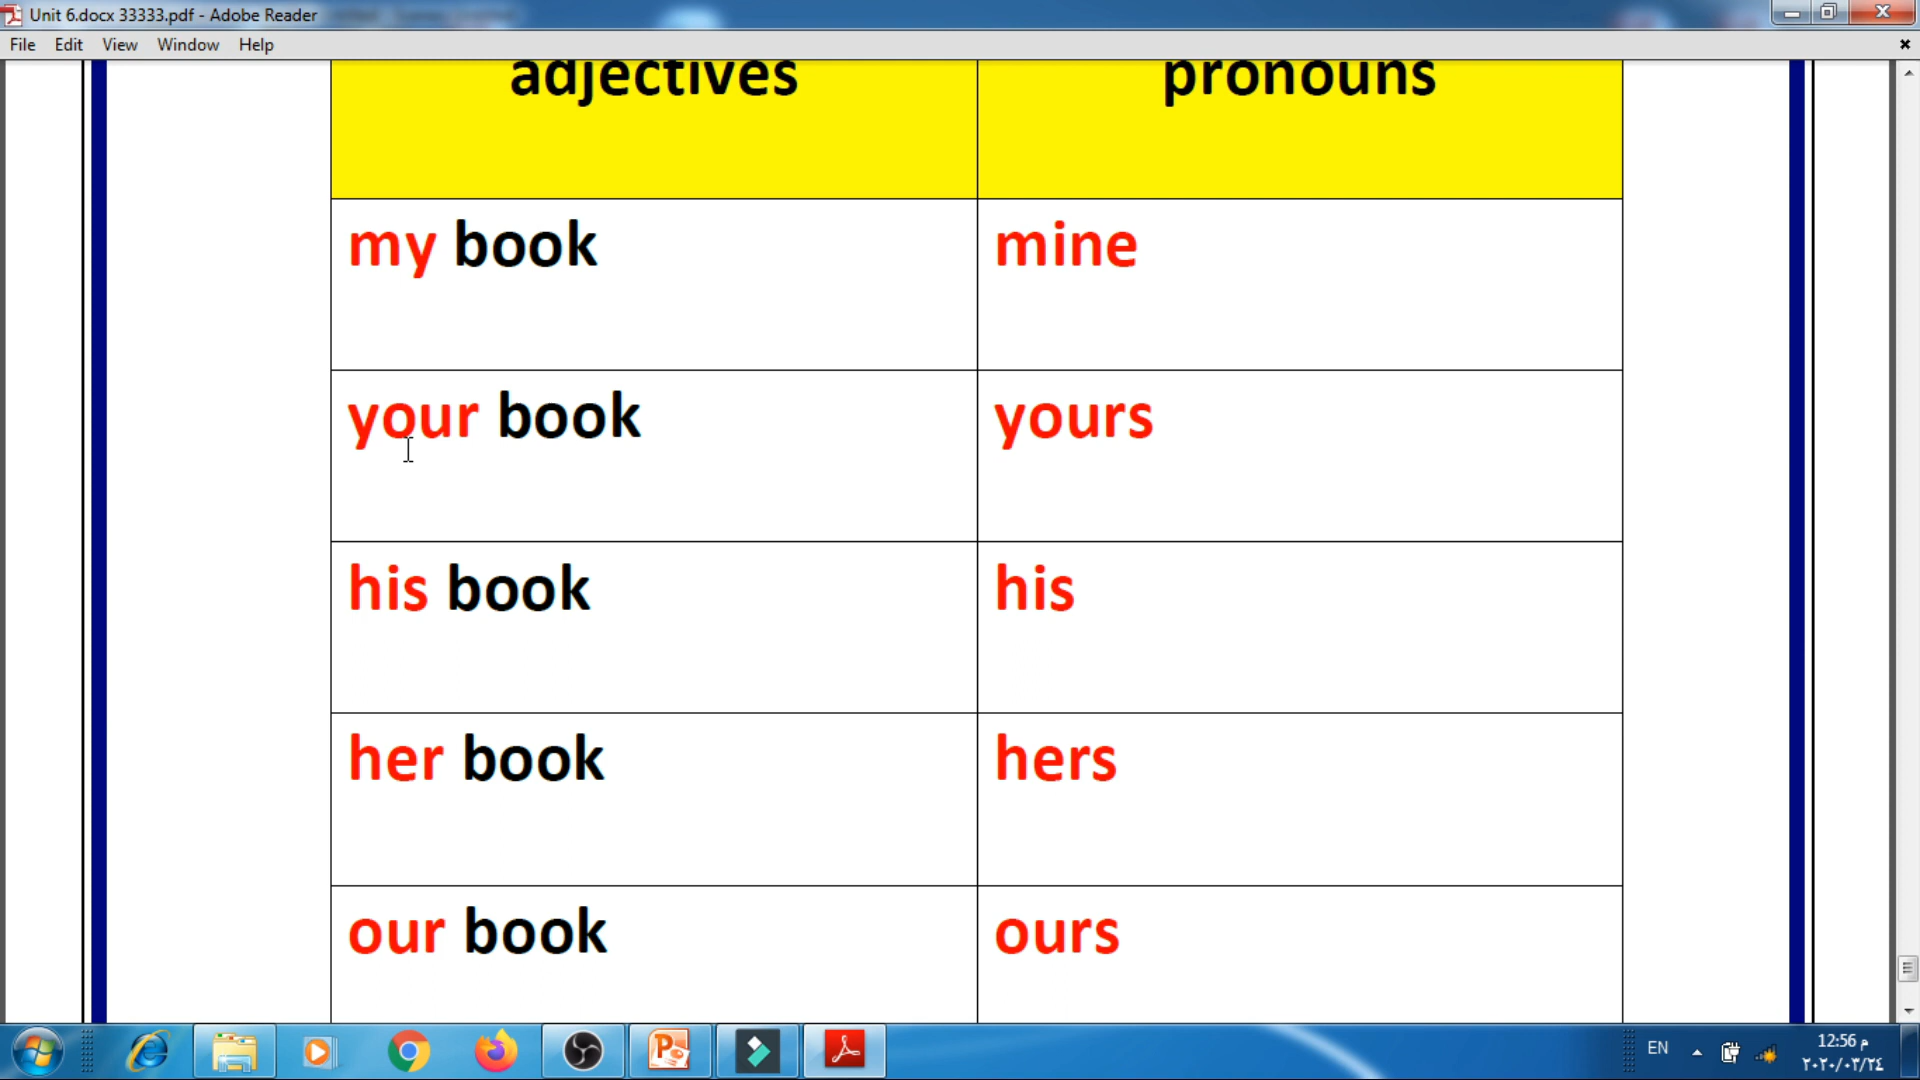 Unit 6.docx 33333.pdf - Adobe Reader
File Edit View Window Help
adjectives pronouns
my book mine
your book yours
his book his
her book hers
our book ours
EN
12:56 م
٢٠٢٠/٠٣/٢٤